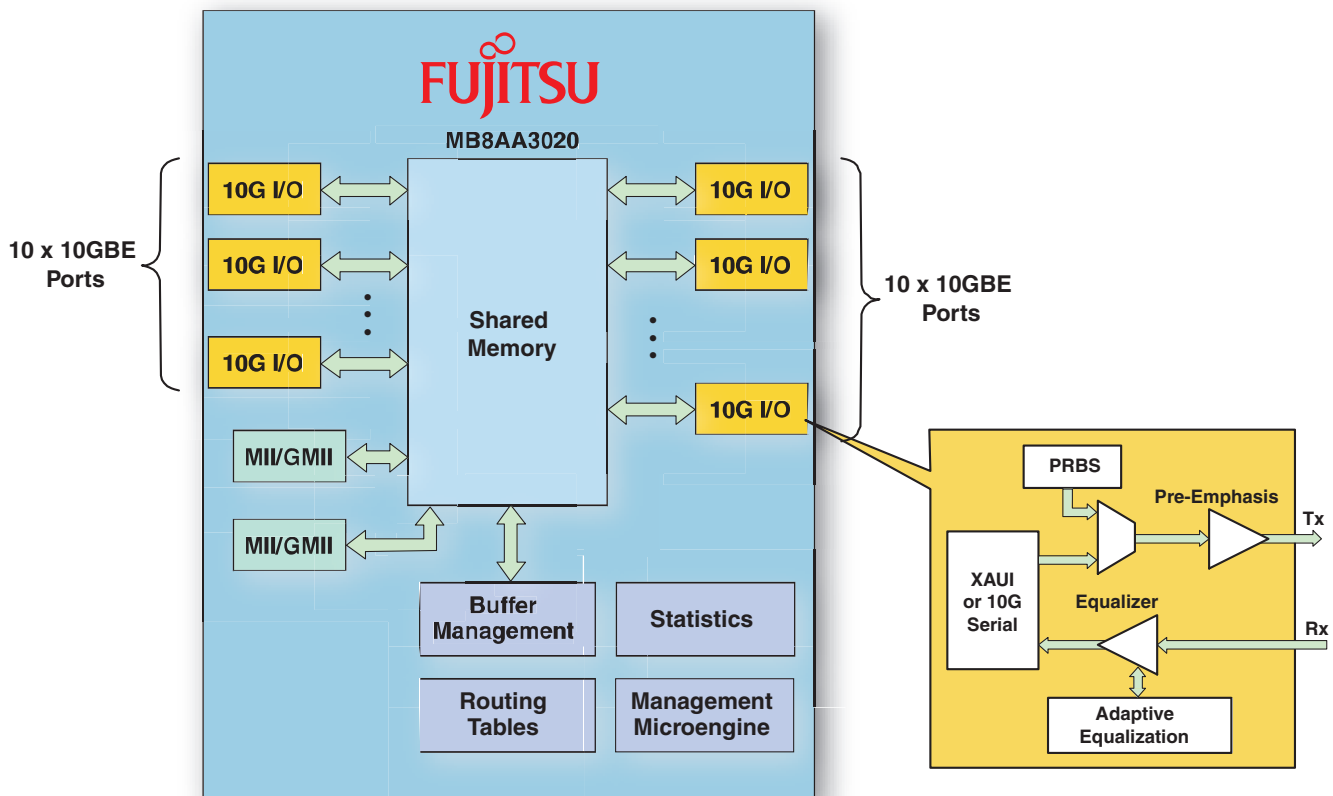 FUJITSU
MB8AA3020
10G I/O
10G I/O
10G I/O
10 x 10GBE
Ports
MII/GMII
MII/GMII
Shared
Memory
10G I/O
10G I/O
10G I/O
10 x 10GBE
Ports
Buffer
Management
Statistics
Routing
Tables
Management
Microengine
PRBS
Pre-Emphasis
Tx
XAUI
or 10G
Serial
Equalizer
Rx
Adaptive
Equalization